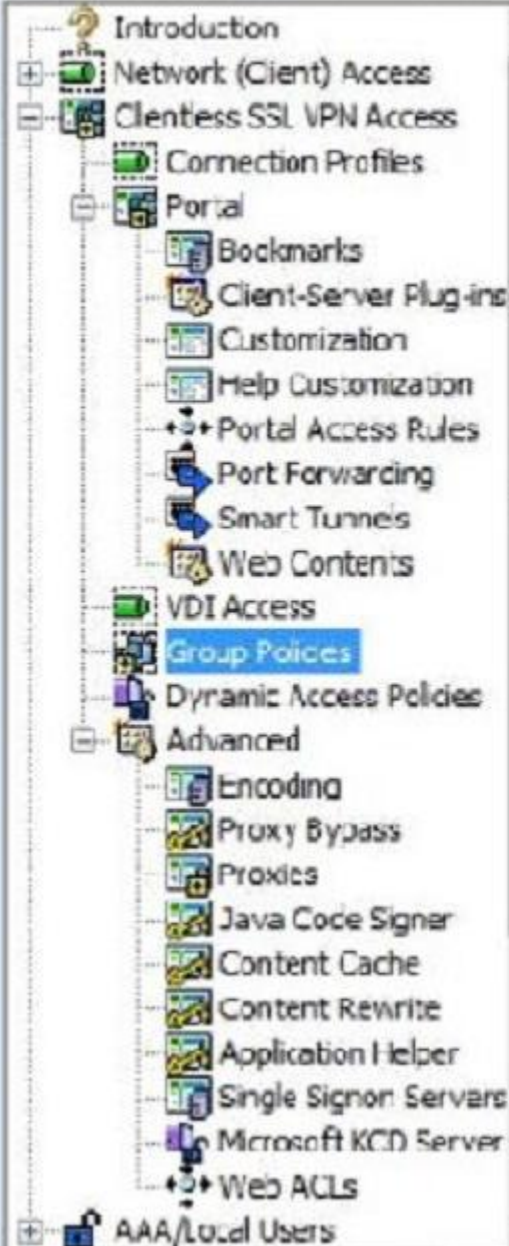 Introduction
Network (Client) Access
Clientless SSL VPN Access
Connection Profiles
Portal
Bookmarks
Client-Server Plug-ins
Customization
Help Customization
Portal Access Rules
Port Forwarding
Smart Tunnels
Web Contents
VDI Access
Group Policies
Dynamic Access Policies
Advanced
Encoding
Proxy Bypass
Proxies
Java Code Signer
Content Cache
Content Rewrite
Application Helper
Single Signon Servers
Microsoft KCD Server
Web ACLs
AAA/Local Users